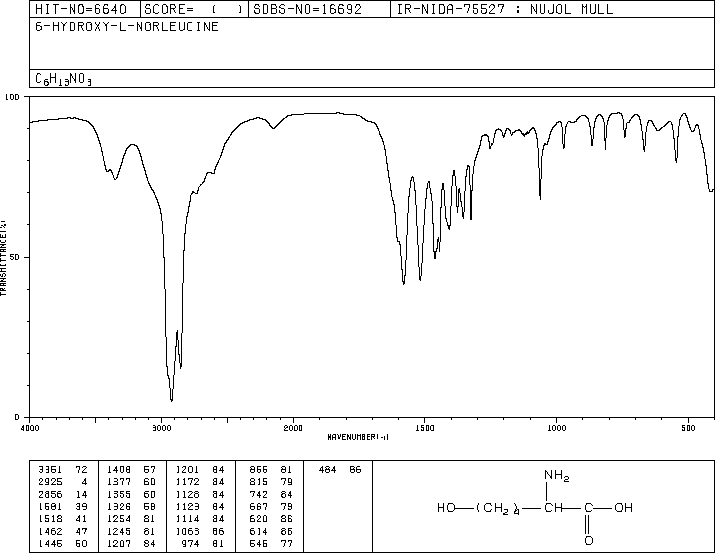 HIT-NO=6640 SCORE= ( ) SDBS-NO=16692 IR-NIDA-75527 : NUJOL MULL
6-HYDROXY-L-NORLEUCINE
C6H13NO3
100
50
0
TRANSMITTANCE(%)
4000 3000 2000 1500 1000 500
WAVENUMBER(-1)
3361 72 1408 57 1201 84 866 81 484 86
2925 4 1377 60 1172 84 815 79
2856 14 1355 60 1128 84 742 84
1581 39 1326 58 1123 84 667 79
1518 41 1254 81 1114 84 620 86
1462 47 1245 81 1063 66 614 86
1446 50 1207 84 974 81 546 77
NH2
HO—(CH2)4—CH—C—OH
O